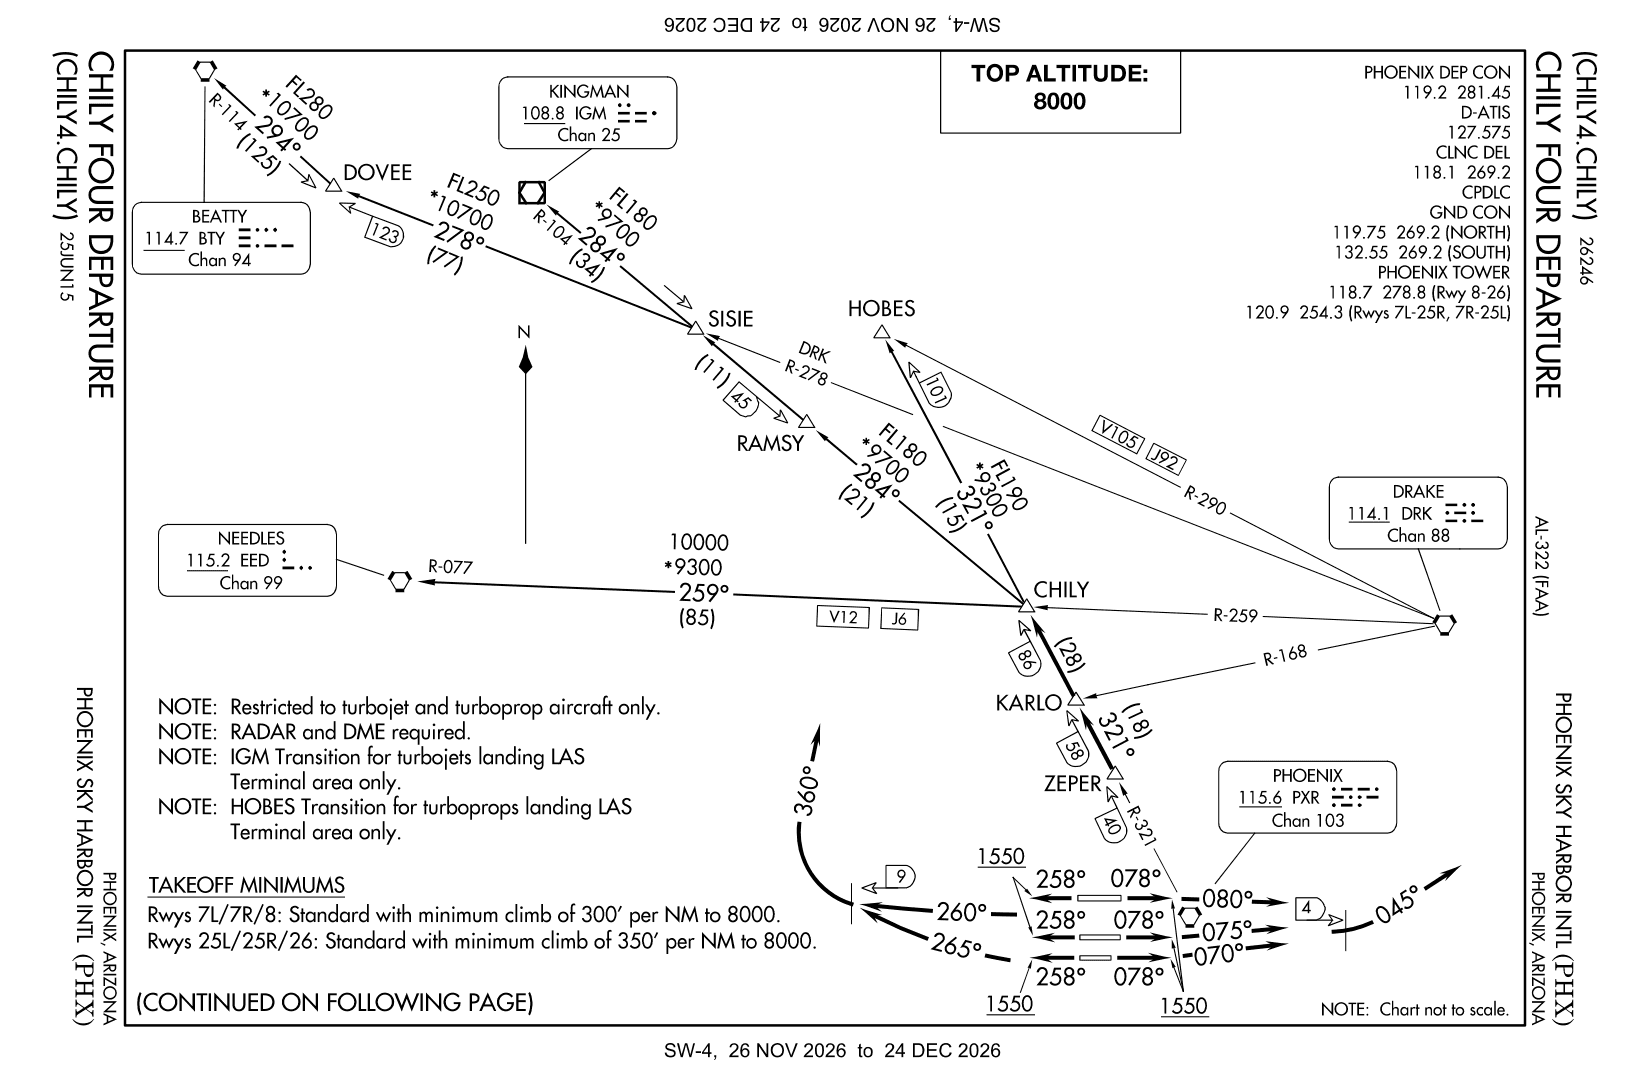 SW-4, 26 NOV 2026 to 24 DEC 2026
(CHILY4.CHILY) 25JUN15
CHILY FOUR DEPARTURE
PHOENIX SKY HARBOR INTL (PHX)
PHOENIX, ARIZONA
TOP ALTITUDE:
8000
PHOENIX DEP CON
119.2 281.45
D-ATIS
127.575
CLNC DEL
118.1 269.2
CPDLC
GND CON
119.75 269.2 (NORTH)
132.55 269.2 (SOUTH)
PHOENIX TOWER
118.7 278.8 (Rwy 8-26)
120.9 254.3 (Rwys 7L-25R, 7R-25L)
(CHILY4.CHILY) 26246
CHILY FOUR DEPARTURE
AL-322 (FAA)
PHOENIX SKY HARBOR INTL (PHX)
PHOENIX, ARIZONA
FL280
*10700
294°
(125)
R-114
BEATTY
114.7 BTY
Chan 94
DOVEE
123
FL250
*10700
278°
(77)
KINGMAN
108.8 IGM
Chan 25
FL180
*9700
284°
(34)
R-104
SISIE
N
(11)
45
RAMSY
DRK
R-278
HOBES
101
V105
J92
R-290
FL180
*9700
284°
(21)
FL190
*9300
321°
(15)
DRAKE
114.1 DRK
Chan 88
NEEDLES
115.2 EED
Chan 99
R-077
10000
*9300
259°
(85)
V12
J6
CHILY
R-259
R-168
86
(28)
KARLO
(18)
321°
58
ZEPER
40
R-321
PHOENIX
115.6 PXR
Chan 103
NOTE: Restricted to turbojet and turboprop aircraft only.
NOTE: RADAR and DME required.
NOTE: IGM Transition for turbojets landing LAS
Terminal area only.
NOTE: HOBES Transition for turboprops landing LAS
Terminal area only.
360°
9
1550
258° 078°
080°
4
045°
260°
258° 078°
075°
265°
070°
258° 078°
1550
1550
TAKEOFF MINIMUMS
Rwys 7L/7R/8: Standard with minimum climb of 300' per NM to 8000.
Rwys 25L/25R/26: Standard with minimum climb of 350' per NM to 8000.
(CONTINUED ON FOLLOWING PAGE)
NOTE: Chart not to scale.
SW-4, 26 NOV 2026 to 24 DEC 2026